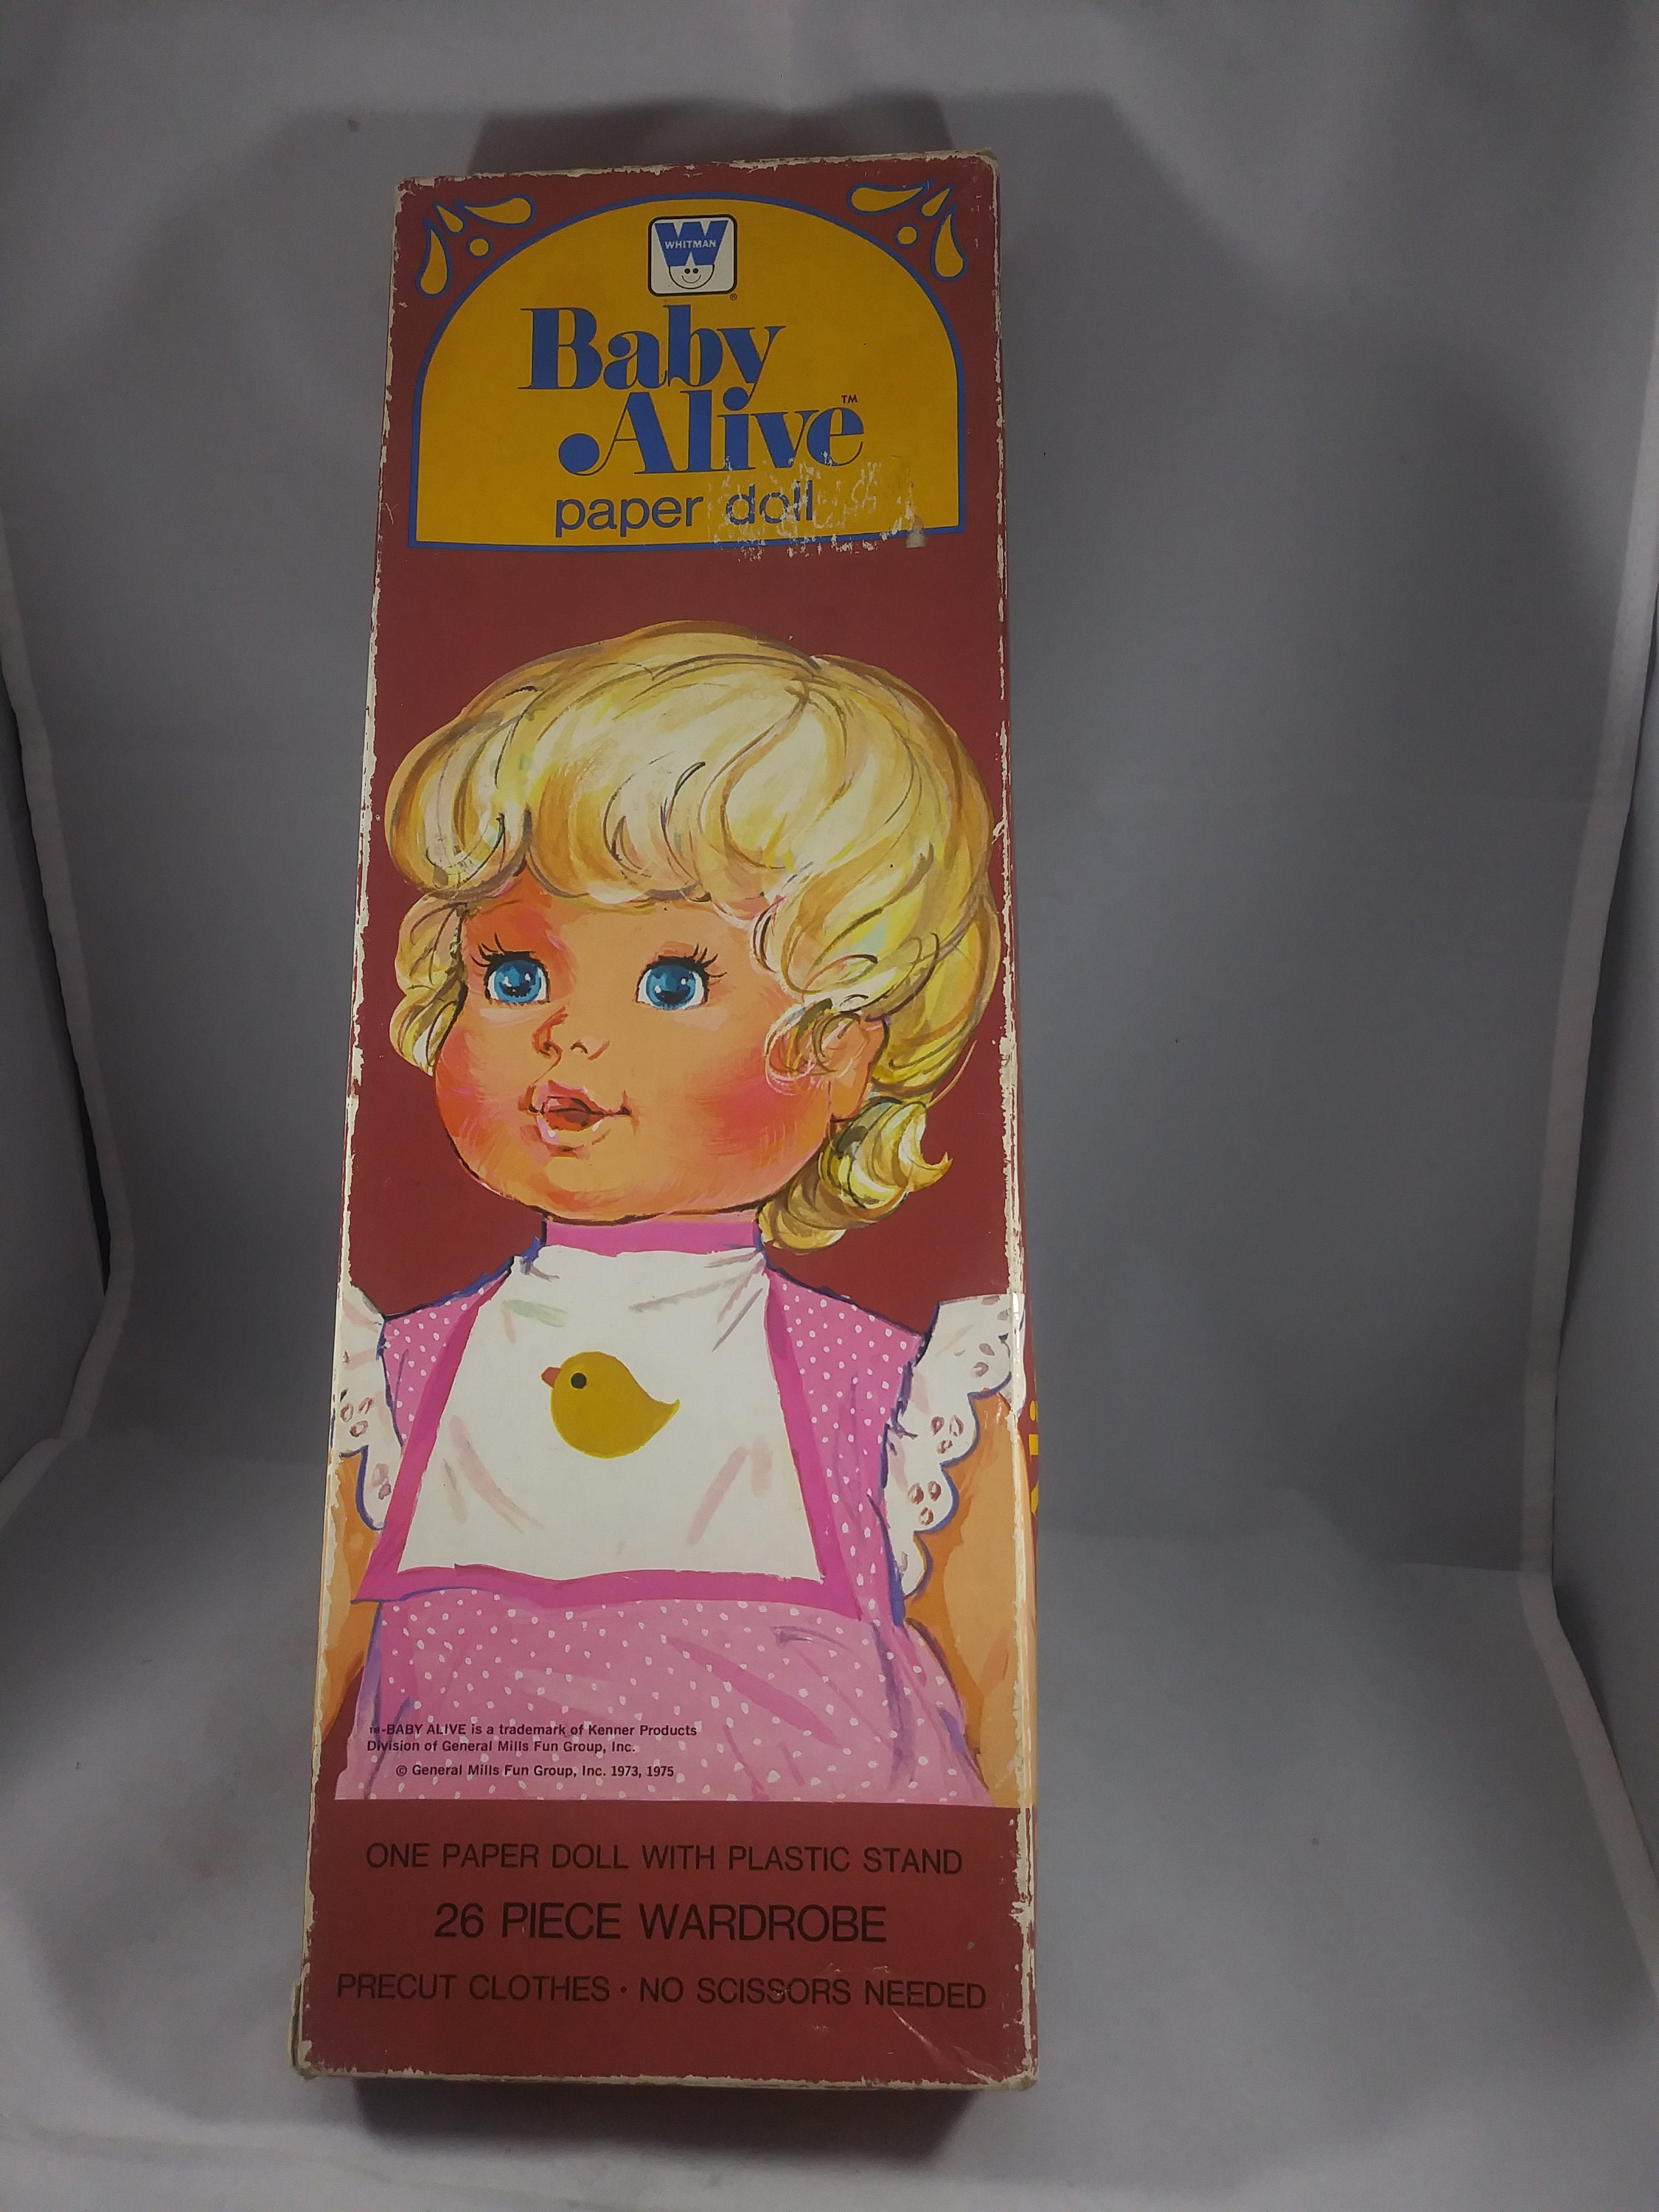 WHITMAN
®
Baby
Alive™
paper doll
™-BABY ALIVE is a trademark of Kenner Products
Division of General Mills Fun Group, Inc.
© General Mills Fun Group, Inc. 1973, 1975
ONE PAPER DOLL WITH PLASTIC STAND
26 PIECE WARDROBE
PRECUT CLOTHES · NO SCISSORS NEEDED